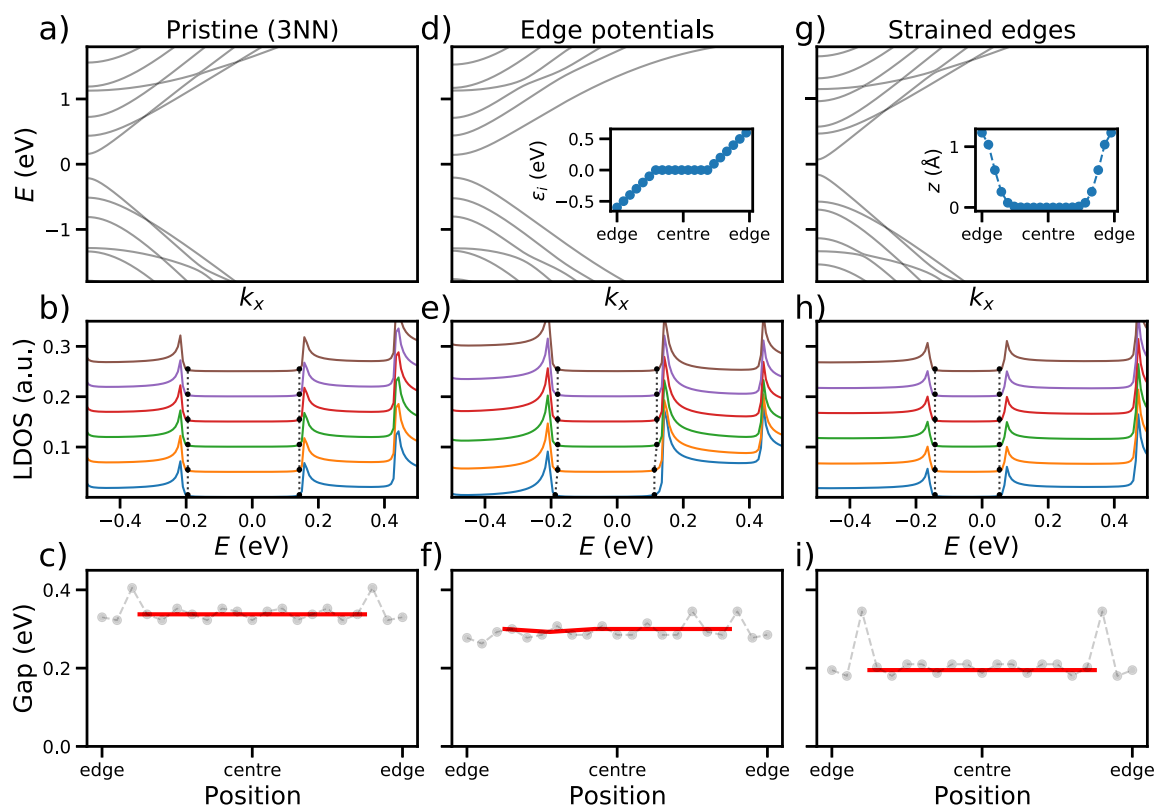 a) Pristine (3NN)
E (eV)
1
0
−1
k_x
d) Edge potentials
ε_i (eV)
0.5
0.0
−0.5
edge centre edge
k_x
g) Strained edges
z (Å)
1
0
edge centre edge
k_x
b)
LDOS (a.u.)
0.3
0.2
0.1
−0.4 −0.2 0.0 0.2 0.4
E (eV)
e)
−0.4 −0.2 0.0 0.2 0.4
E (eV)
h)
−0.4 −0.2 0.0 0.2 0.4
E (eV)
c)
Gap (eV)
0.4
0.2
0.0
edge centre edge
Position
f)
edge centre edge
Position
i)
edge centre edge
Position